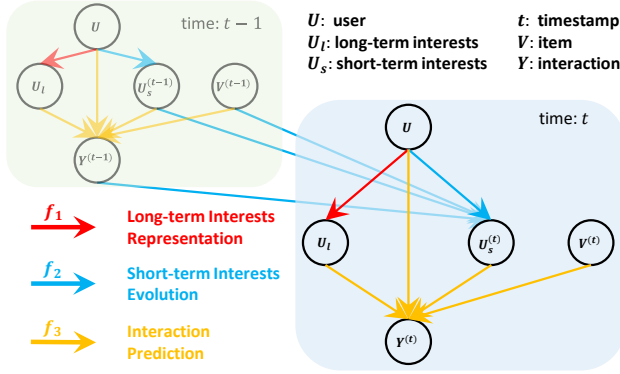 U
time: t − 1
U_l
U_s^(t−1)
V^(t−1)
Y^(t−1)
U: user
t: timestamp
U_l: long-term interests
V: item
U_s: short-term interests
Y: interaction
U
time: t
U_l
U_s^(t)
V^(t)
Y^(t)
f_1
Long-term Interests
Representation
f_2
Short-term Interests
Evolution
f_3
Interaction
Prediction